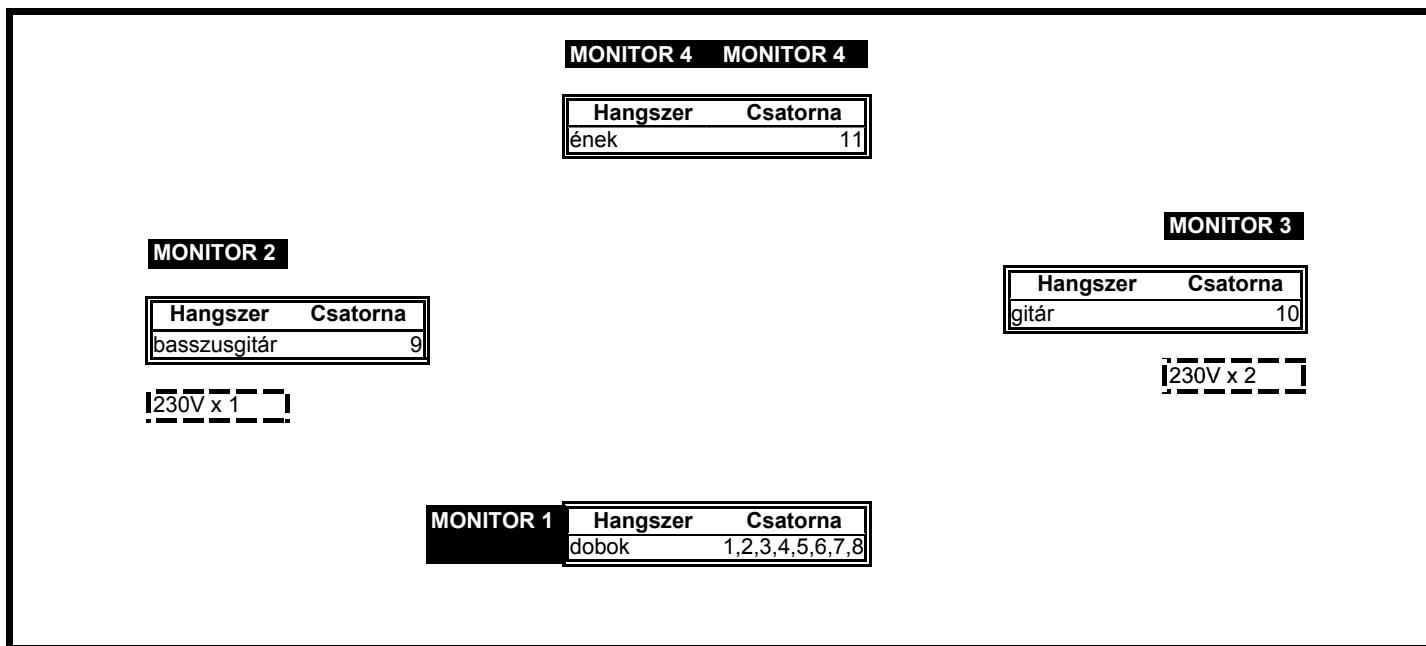 MONITOR 4 MONITOR 4
Hangszer Csatorna
ének 11
MONITOR 3
MONITOR 2
Hangszer Csatorna
gitár 10
Hangszer Csatorna
basszusgitár 9
230V x 2
230V x 1
MONITOR 1 Hangszer Csatorna
dobok 1,2,3,4,5,6,7,8